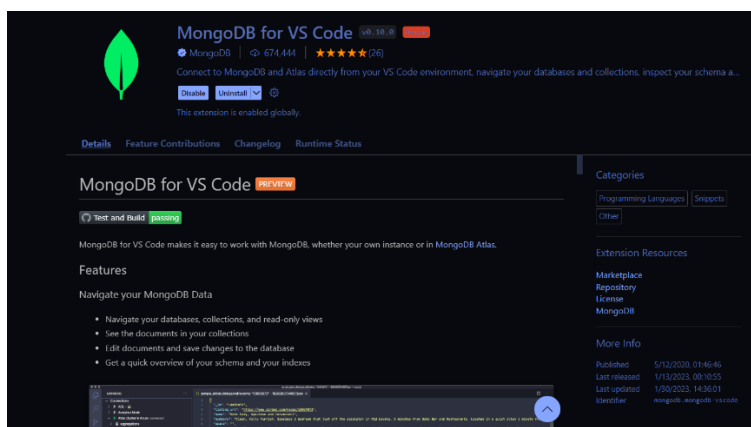 MongoDB for VS Code v0.10.0
MongoDB 674,444 (26)
Connect to MongoDB and Atlas directly from your VS Code environment, navigate your databases and collections, inspect your schema a...
Disable Uninstall
This extension is enabled globally.
Details Feature Contributions Changelog Runtime Status
MongoDB for VS Code PREVIEW
Test and Build passing
MongoDB for VS Code makes it easy to work with MongoDB, whether your own instance or in MongoDB Atlas.
Features
Navigate your MongoDB Data
Navigate your databases, collections, and read-only views
See the documents in your collections
Edit documents and save changes to the database
Get a quick overview of your schema and your indexes
Categories
Programming Languages Snippets
Other
Extension Resources
Marketplace
Repository
License
MongoDB
More Info
Published 5/12/2020, 01:46:46
Last released 1/13/2023, 00:10:55
Last updated 1/30/2023, 14:36:01
Identifier mongodb.mongodb-vscode